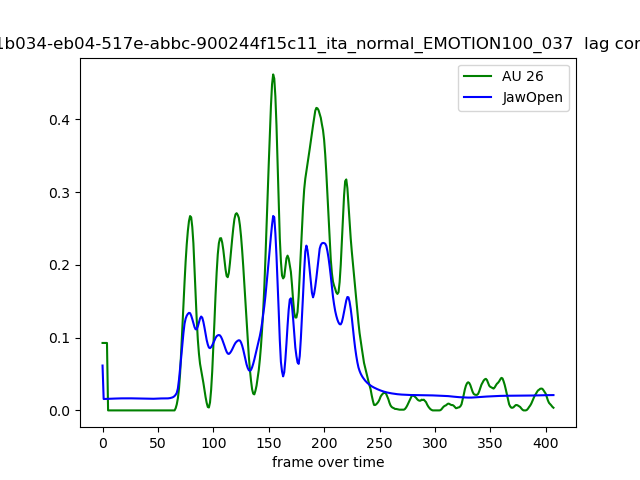 1b034-eb04-517e-abbc-900244f15c11_ita_normal_EMOTION100_037 lag cor
AU 26
JawOpen
0.4
0.3
0.2
0.1
0.0
0 50 100 150 200 250 300 350 400
frame over time